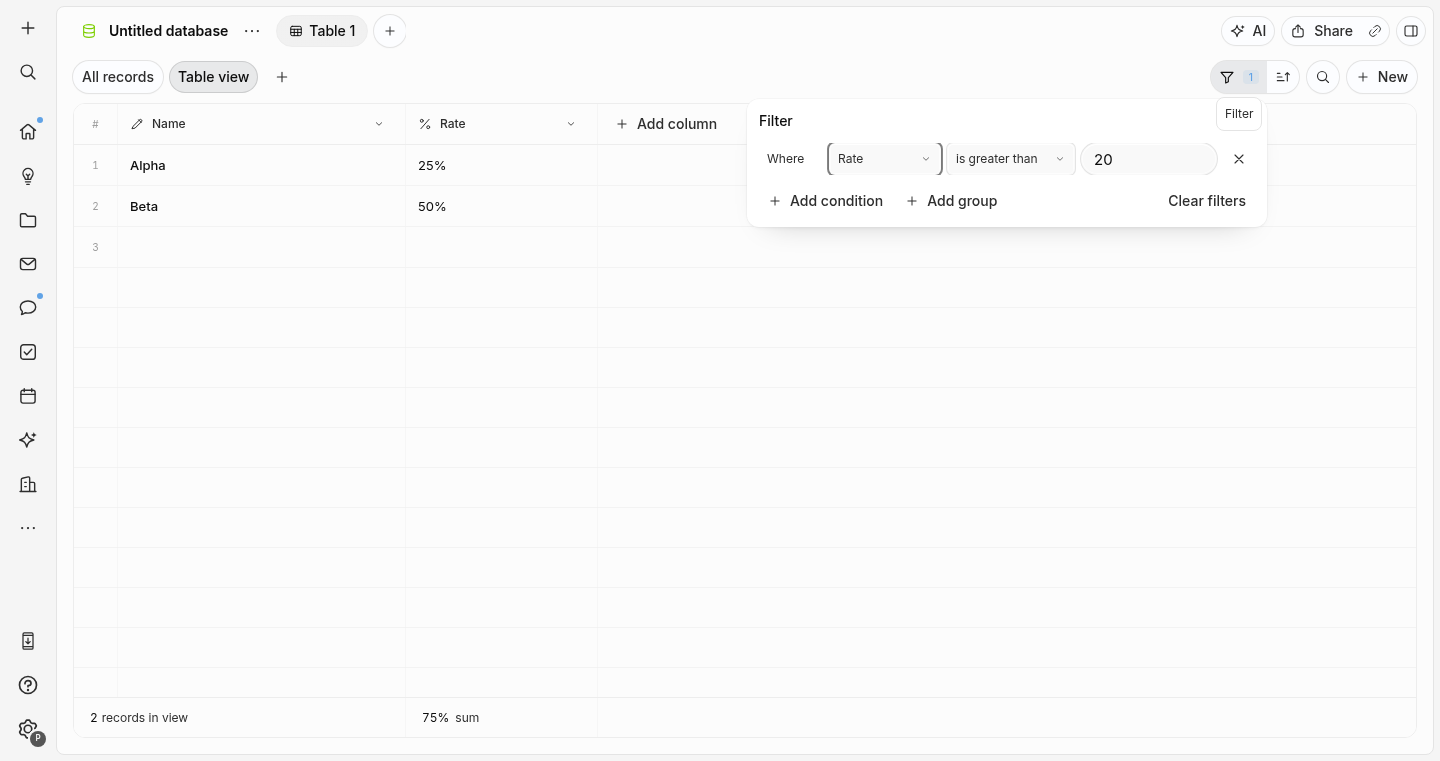 Untitled database
Table 1
AI
Share
All records
Table view
1
New
# Name Rate Add column
Filter
Filter
Where Rate is greater than 20
Add condition Add group Clear filters
1 Alpha 25%
2 Beta 50%
3
2 records in view 75% sum
P